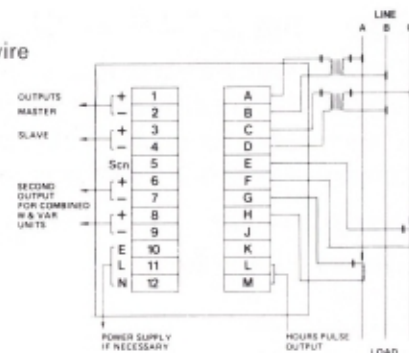 wire
LINE
A B
OUTPUTS
MASTER
SLAVE
SECOND
OUTPUT
FOR COMBINED
W & VAR
UNITS
+ 1
− 2
+ 3
− 4
Scn 5
+ 6
− 7
+ 8
− 9
E 10
L 11
N 12
A
B
C
D
E
F
G
H
J
K
L
M
POWER SUPPLY
IF NECESSARY
HOURS PULSE
OUTPUT
LOAD